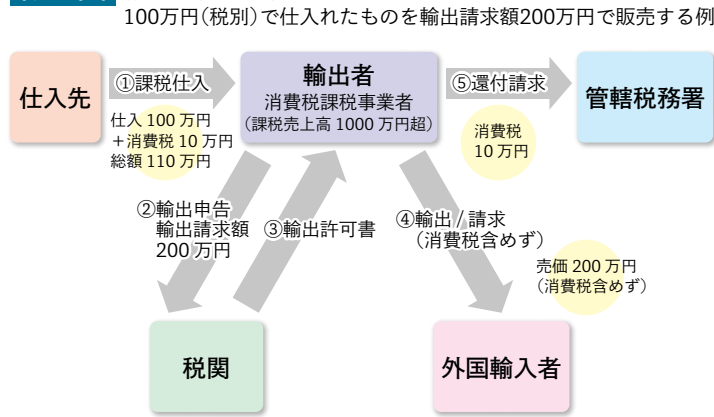 100万円（税別）で仕入れたものを輸出請求額200万円で販売する例
仕入先
①課税仕入
仕入 100 万円
＋消費税 10 万円
総額 110 万円
輸出者
消費税課税事業者
（課税売上高 1000 万円超）
⑤還付請求
消費税
10 万円
管轄税務署
②輸出申告
輸出請求額
200 万円
③輸出許可書
④輸出 / 請求
（消費税含めず）
売価 200 万円
（消費税含めず）
税関
外国輸入者